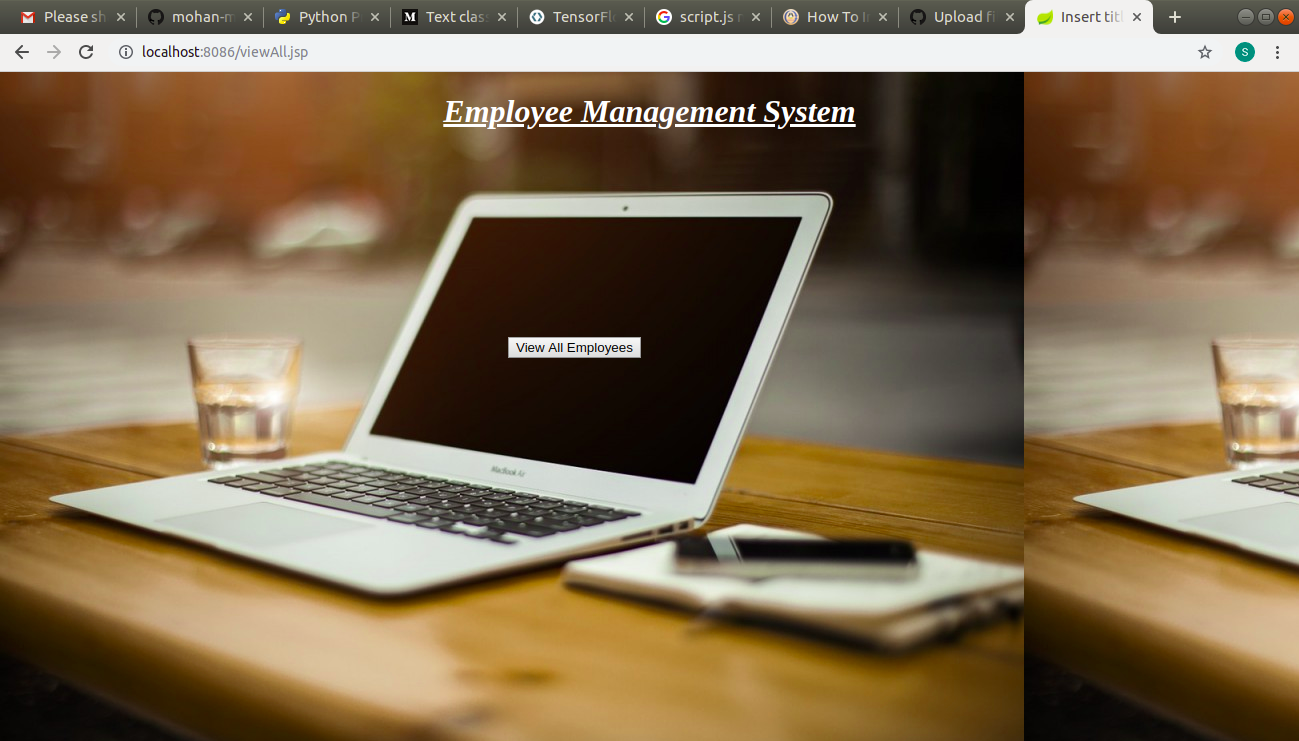 Please sh
mohan-m
Python P
Text clas
TensorFl
script.js
How To I
Upload fi
Insert titl
localhost:8086/viewAll.jsp
S
Employee Management System
View All Employees
MacBook Air